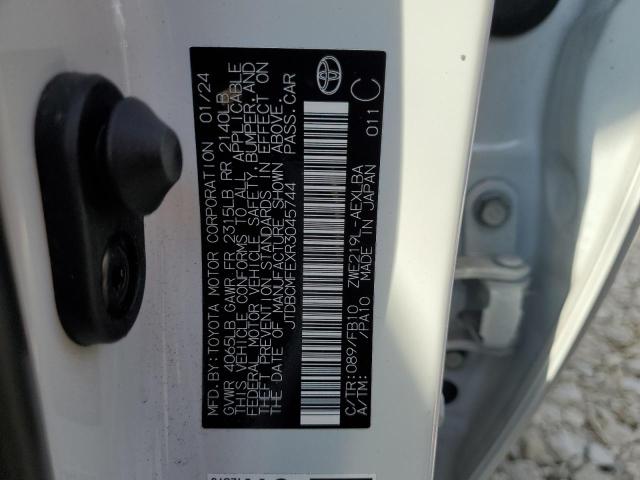 MFD. BY: TOYOTA MOTOR CORPORATION 01/24
GVWR 4065LB GAWR FR 2315LB RR 2140LB
THIS VEHICLE CONFORMS TO ALL APPLICABLE
FEDERAL MOTOR VEHICLE SAFETY, BUMPER, AND
THEFT PREVENTION STANDARDS IN EFFECT ON
THE DATE OF MANUFACTURE SHOWN ABOVE.
JTDBCMFEXR3045744 PASS. CAR
C/TR: 089/FB10 ZWE219L-AEXLBA
A/TM: /PA10 MADE IN JAPAN
011 C